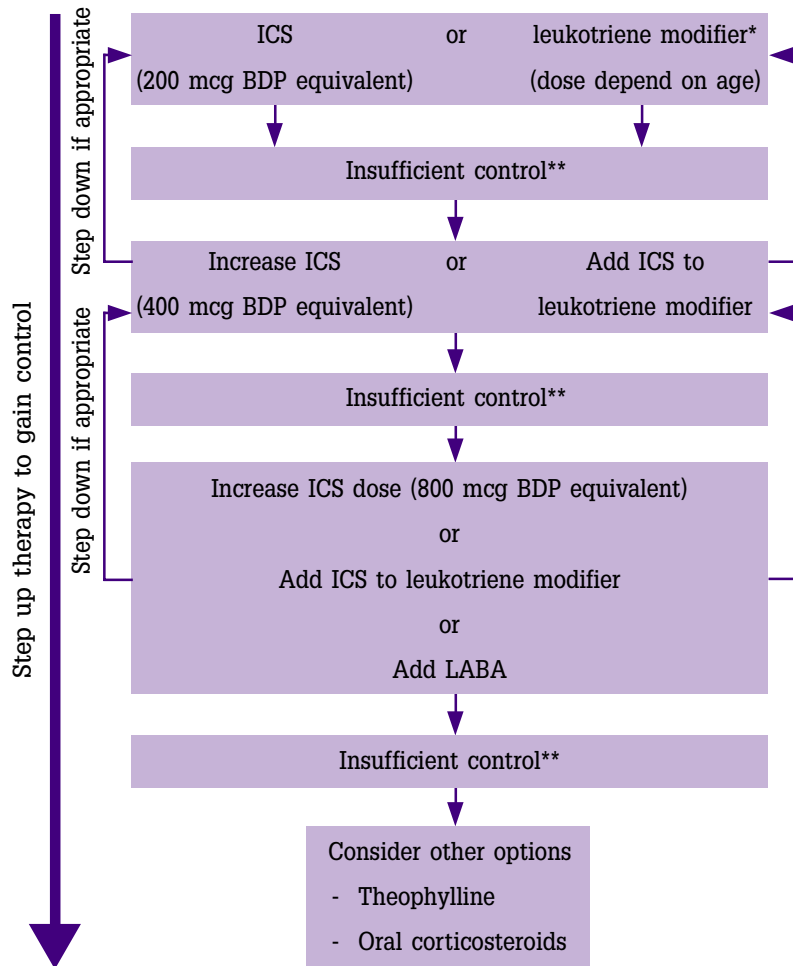 ICS or leukotriene modifier*
(200 mcg BDP equivalent) (dose depend on age)
Insufficient control**
Step down if appropriate
Increase ICS or Add ICS to
(400 mcg BDP equivalent) leukotriene modifier
Insufficient control**
Step down if appropriate
Increase ICS dose (800 mcg BDP equivalent)
or
Add ICS to leukotriene modifier
or
Add LABA
Insufficient control**
Consider other options
- Theophylline
- Oral corticosteroids
Step up therapy to gain control